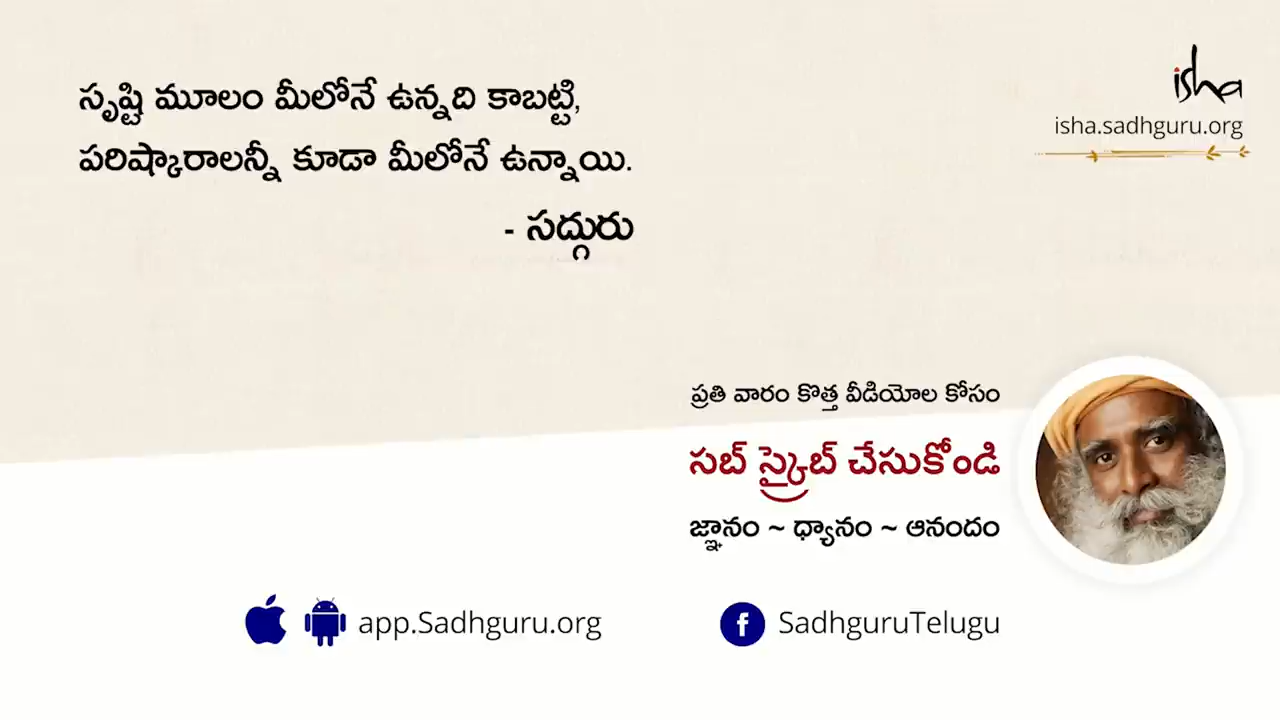 సృష్టి మూలం మీలోనే ఉన్నది కాబట్టి,
పరిష్కారాలన్నీ కూడా మీలోనే ఉన్నాయి.
- సద్గురు
isha
isha.sadhguru.org
ప్రతి వారం కొత్త వీడియోల కోసం
సబ్ స్క్రైబ్ చేసుకోండి
జ్ఞానం ~ ధ్యానం ~ ఆనందం
app.Sadhguru.org
f SadhguruTelugu